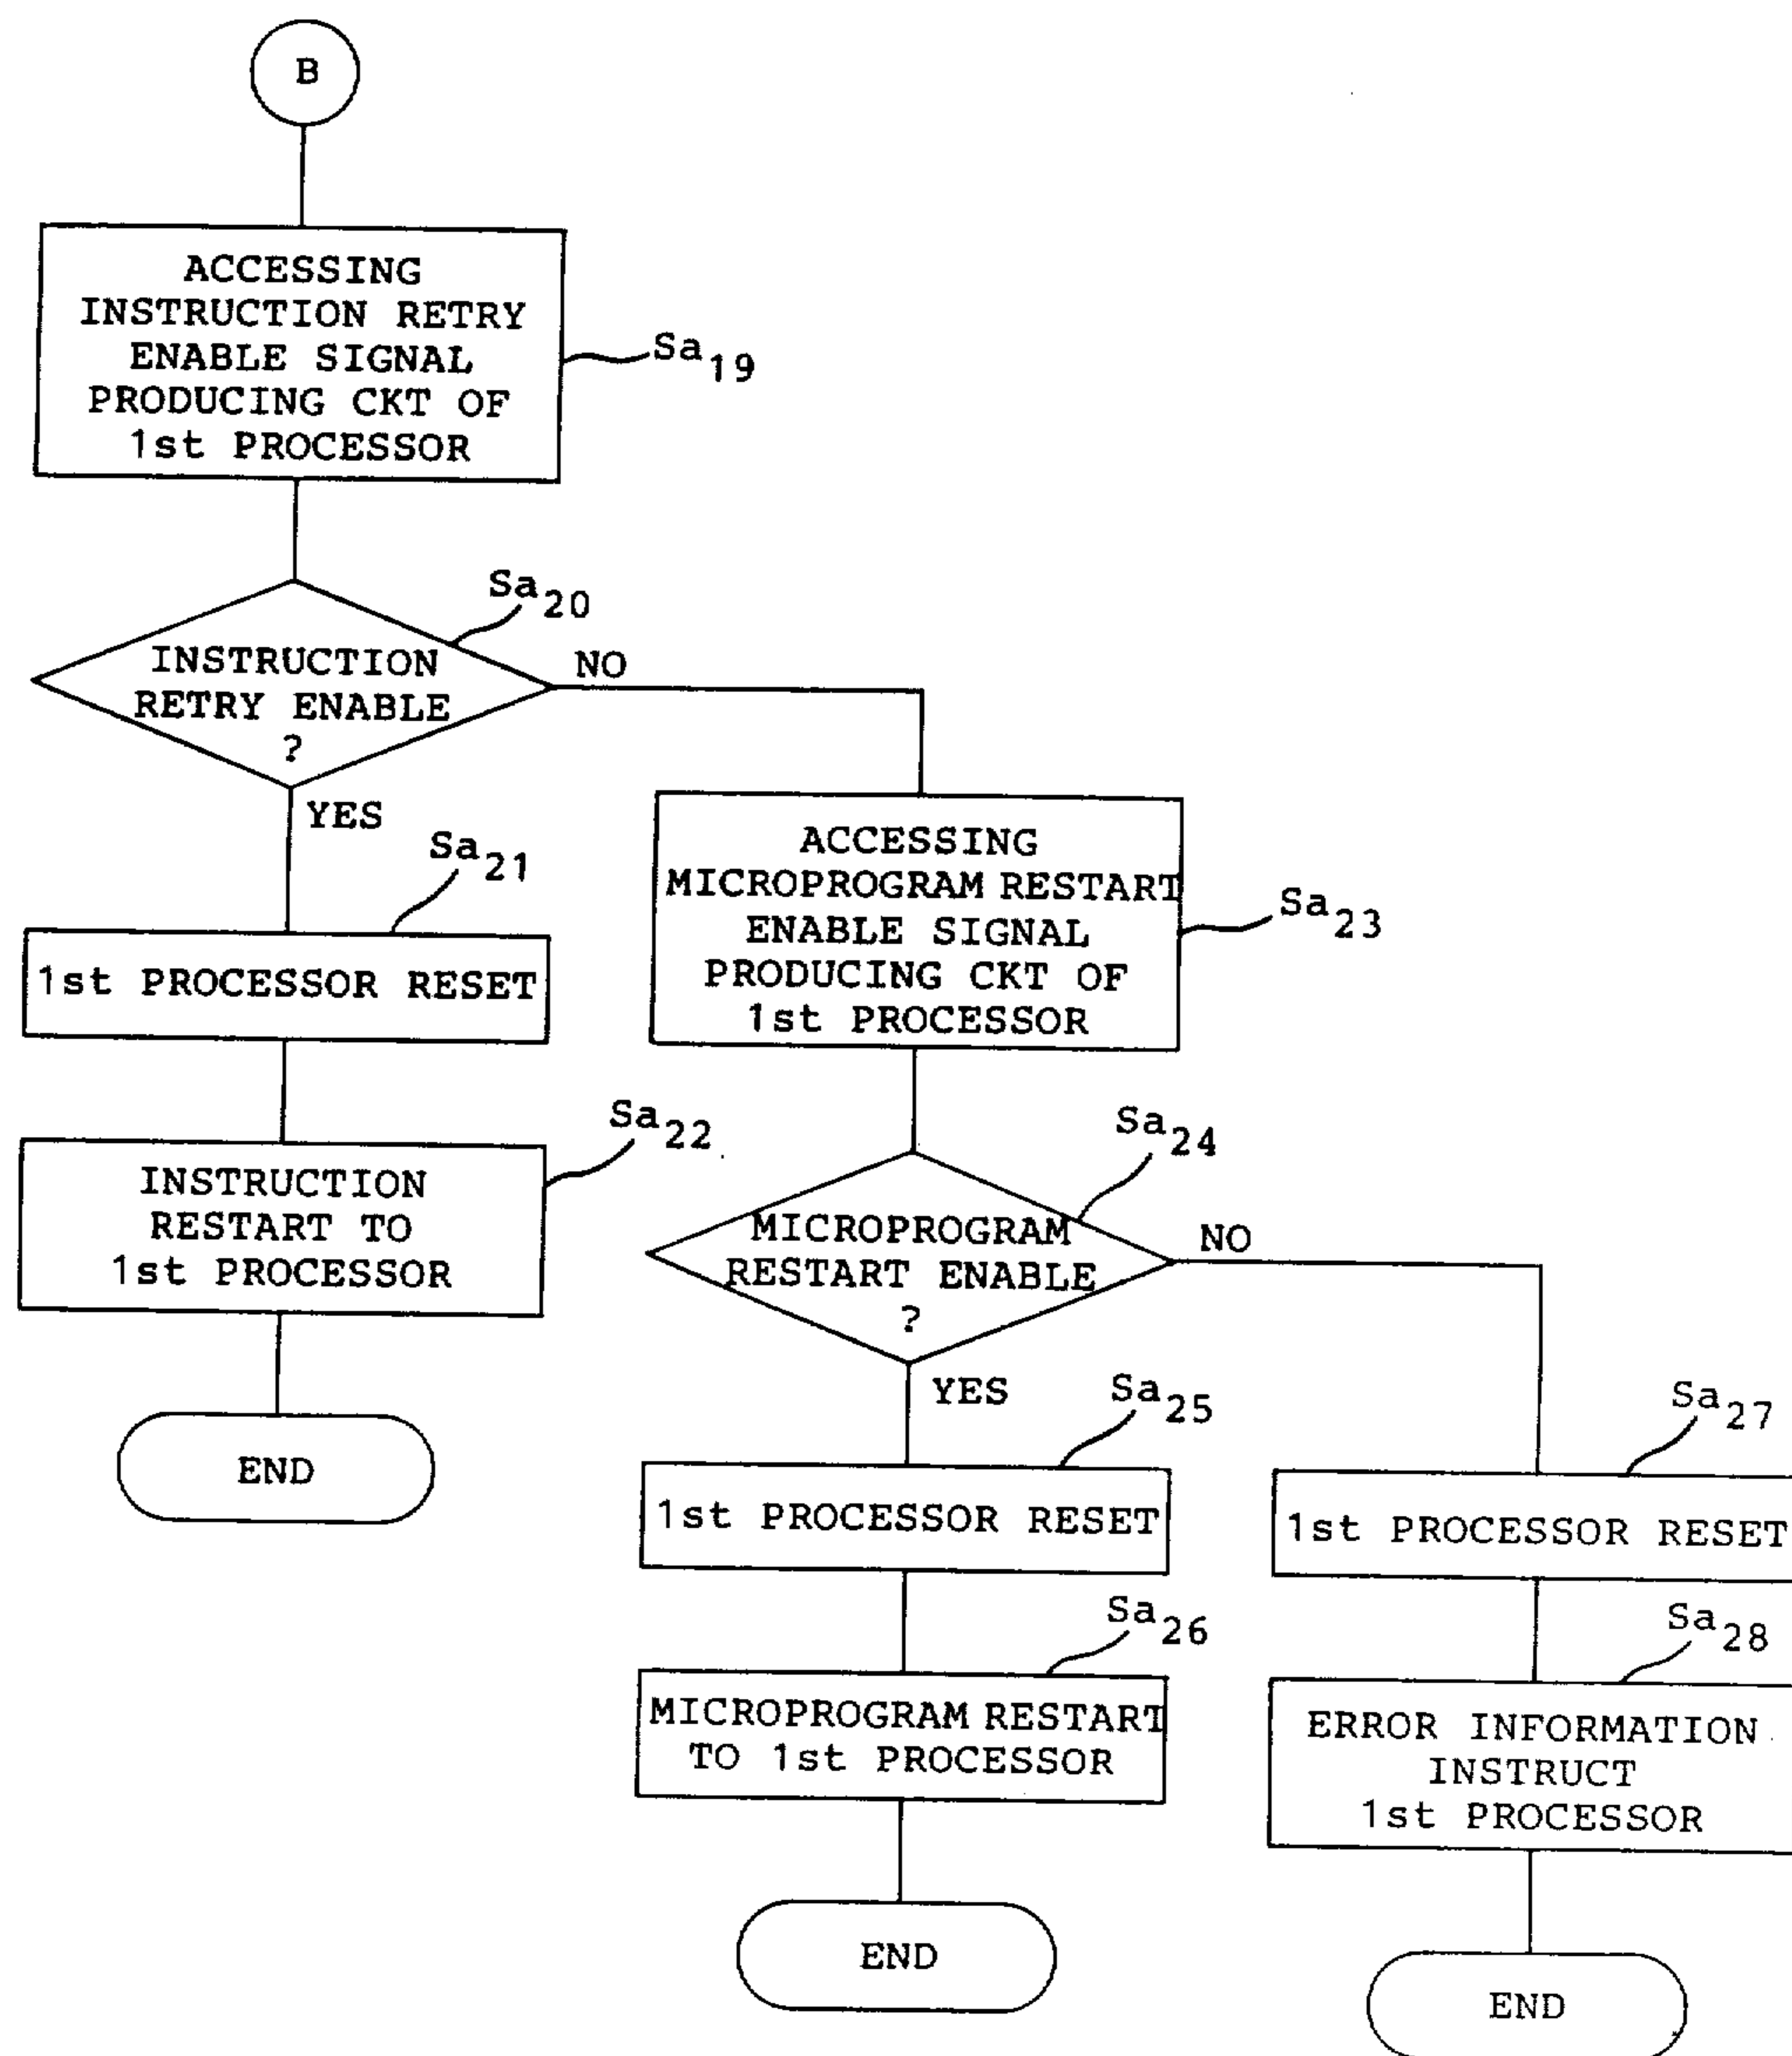 B
ACCESSING
INSTRUCTION RETRY
ENABLE SIGNAL
PRODUCING CKT OF
1st PROCESSOR
Sa19
Sa20
INSTRUCTION
RETRY ENABLE
?
NO
YES
Sa21
1st PROCESSOR RESET
Sa22
INSTRUCTION
RESTART TO
1st PROCESSOR
END
ACCESSING
MICROPROGRAM RESTART
ENABLE SIGNAL
PRODUCING CKT OF
1st PROCESSOR
Sa23
Sa24
MICROPROGRAM
RESTART ENABLE
?
NO
YES
Sa25
1st PROCESSOR RESET
Sa26
MICROPROGRAM RESTART
TO 1st PROCESSOR
END
Sa27
1st PROCESSOR RESET
Sa28
ERROR INFORMATION
INSTRUCT
1st PROCESSOR
END